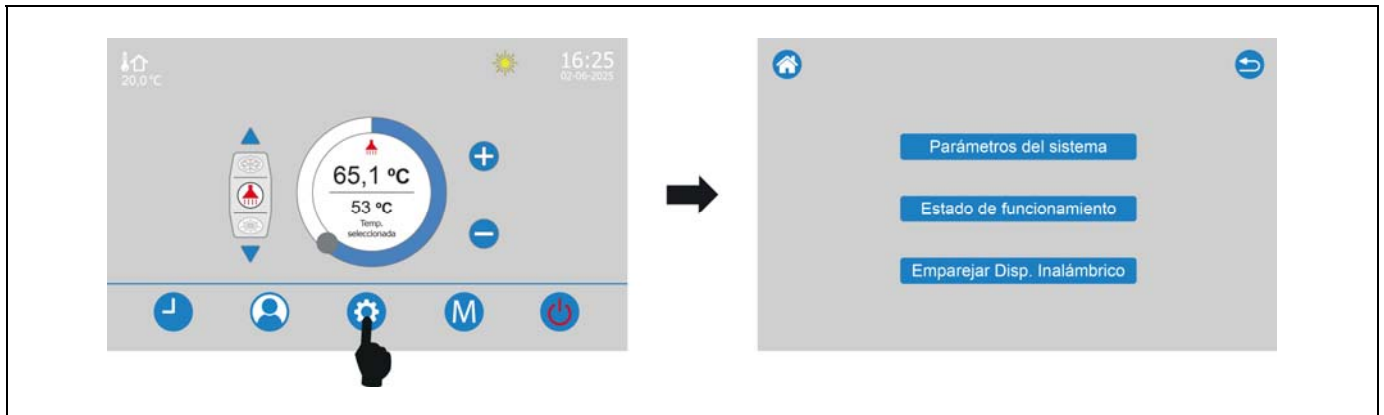 20,0 °C
16:25
02-06-2025
65,1 ºC
53 ºC
Temp.
seleccionada
M
Parámetros del sistema
Estado de funcionamiento
Emparejar Disp. Inalámbrico